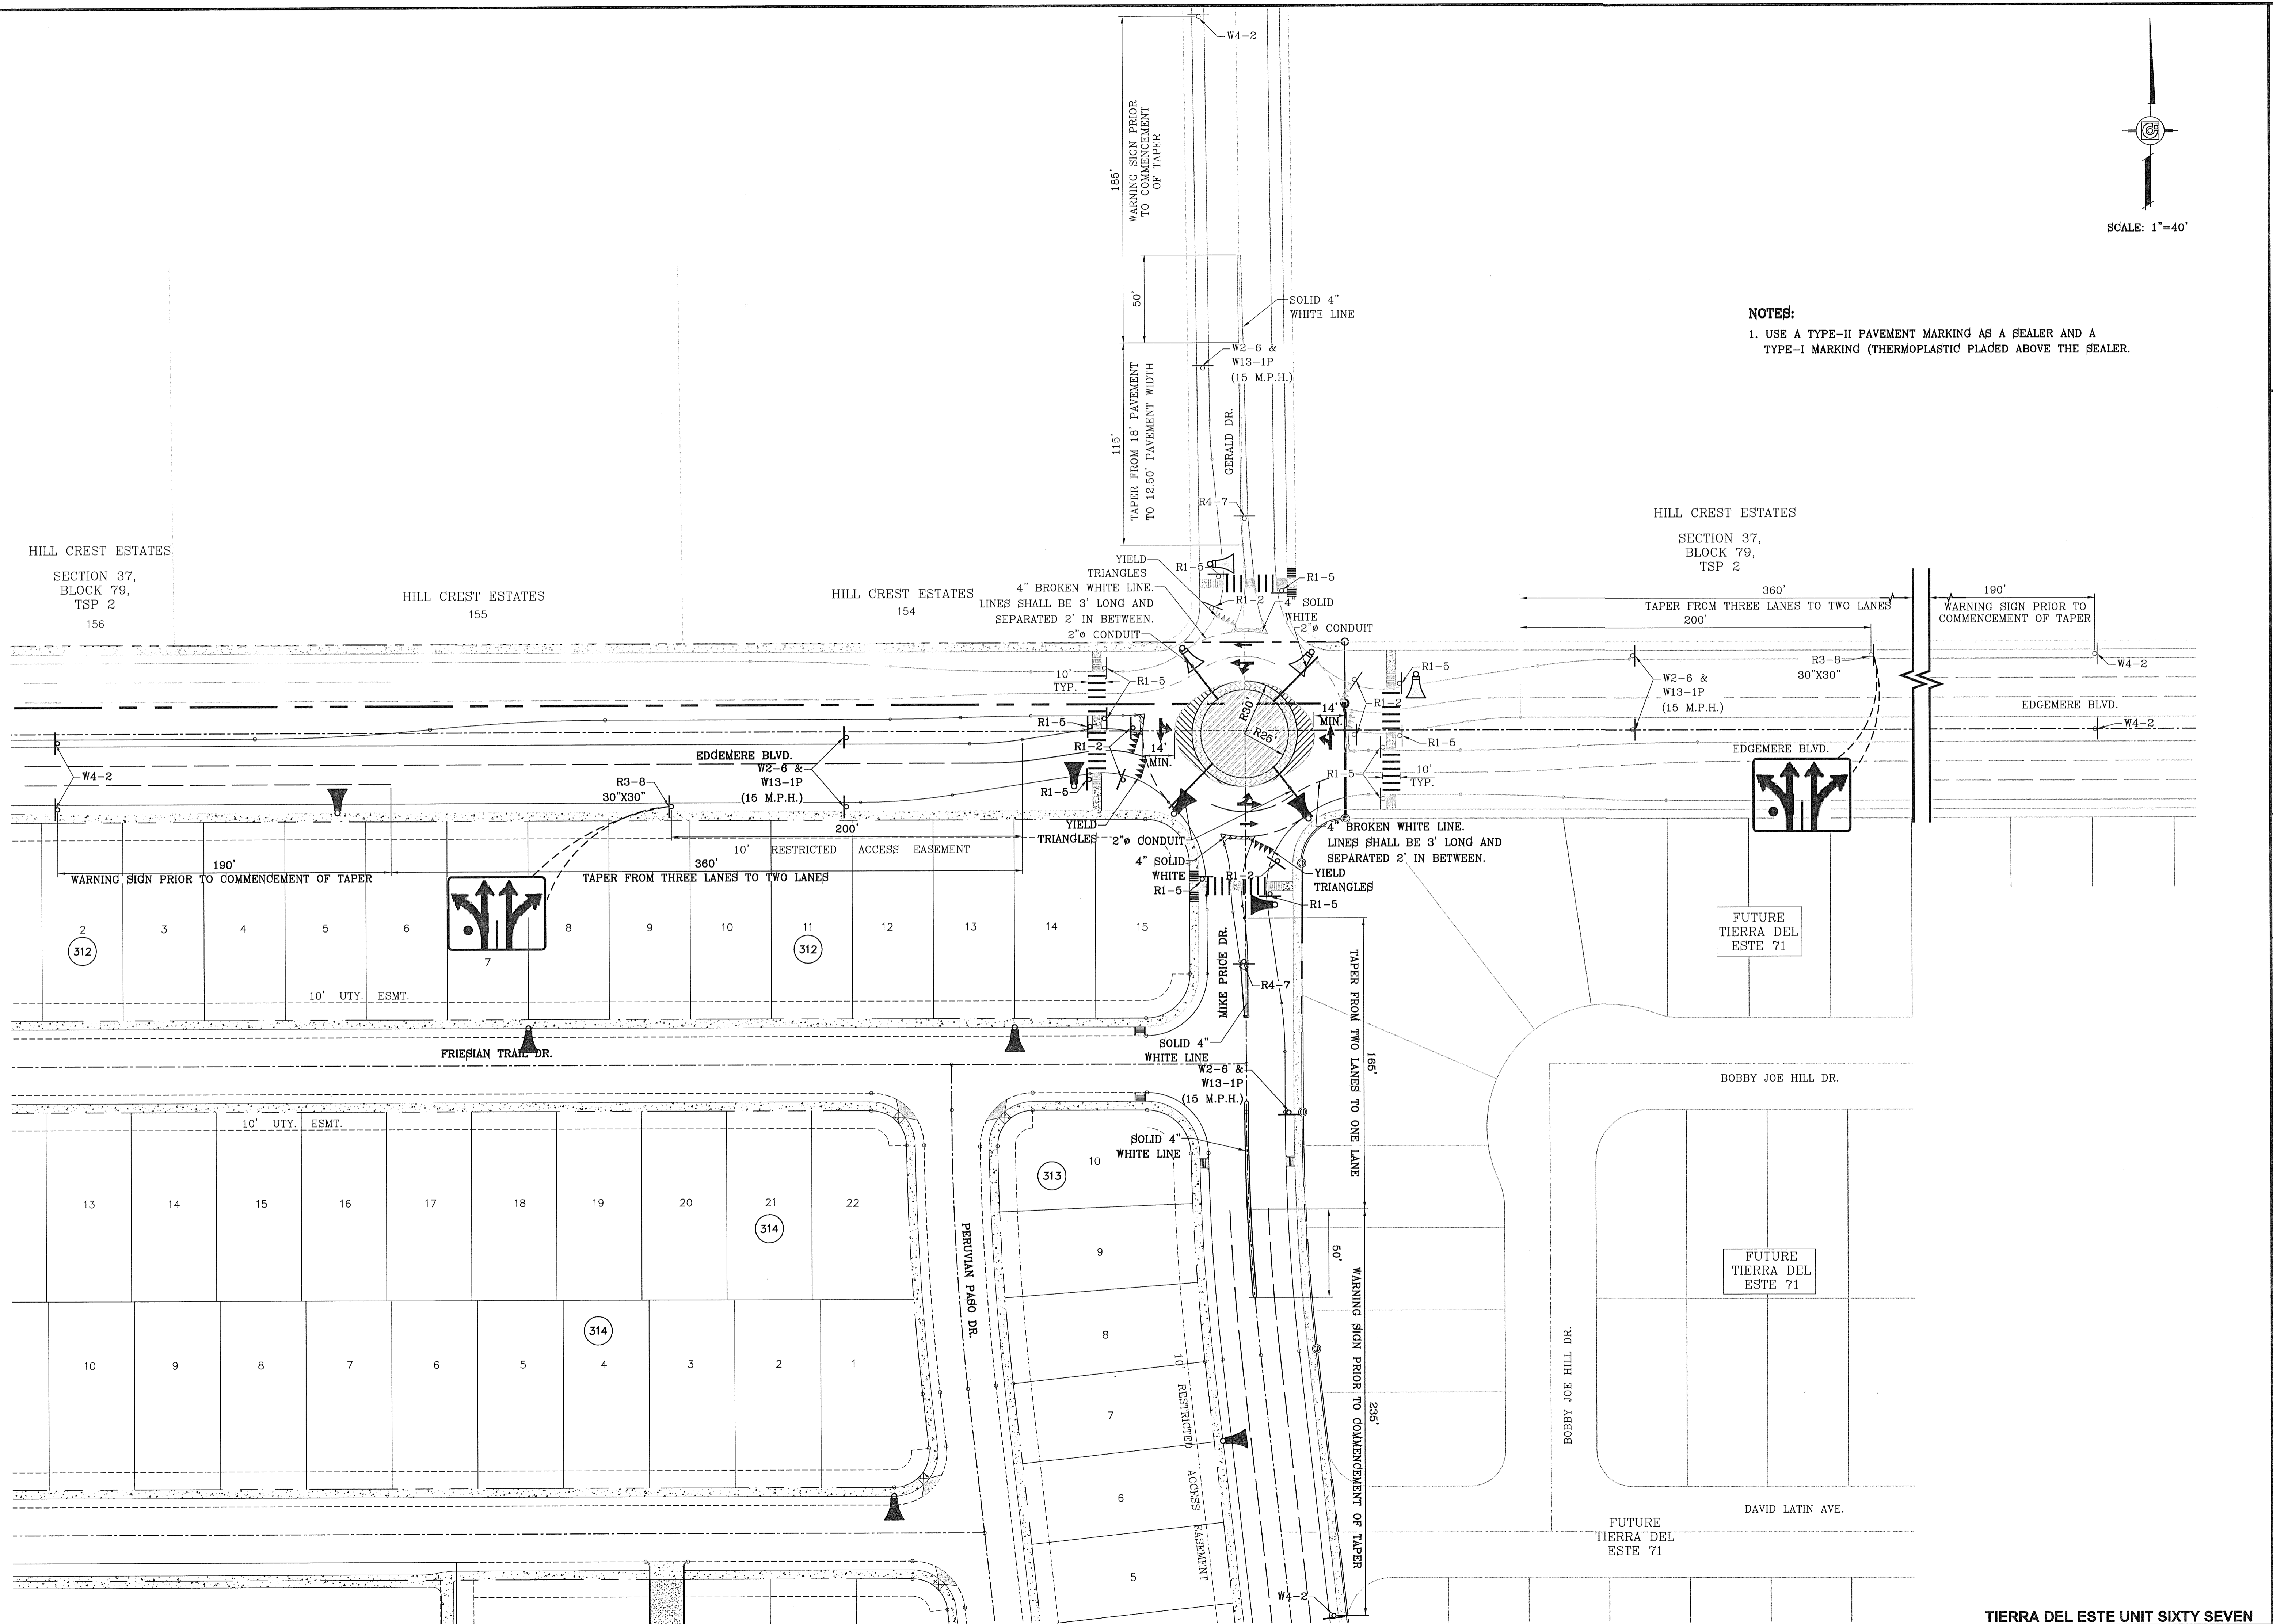 W4-2
185'
WARNING SIGN PRIOR
TO COMMENCEMENT
OF TAPER
50'
SOLID 4"
WHITE LINE
W2-6 &
W13-1P
(15 M.P.H.)
115'
TAPER FROM 18' PAVEMENT
TO 12.50' PAVEMENT WIDTH
GERALD DR.
R4-7
SCALE: 1"=40'
NOTES:
1. USE A TYPE-II PAVEMENT MARKING AS A SEALER AND A
TYPE-I MARKING (THERMOPLASTIC PLACED ABOVE THE SEALER.
HILL CREST ESTATES
SECTION 37,
BLOCK 79,
TSP 2
156
HILL CREST ESTATES
155
HILL CREST ESTATES
154
YIELD
TRIANGLES
4" BROKEN WHITE LINE.
LINES SHALL BE 3' LONG AND
SEPARATED 2' IN BETWEEN.
2"ø CONDUIT
R1-5
R1-5
R1-2
4" SOLID
WHITE
2"ø CONDUIT
HILL CREST ESTATES
SECTION 37,
BLOCK 79,
TSP 2
360'
TAPER FROM THREE LANES TO TWO LANES
200'
190'
WARNING SIGN PRIOR TO
COMMENCEMENT OF TAPER
W4-2
R3-8
30"X30"
W2-6 &
W13-1P
(15 M.P.H.)
EDGEMERE BLVD.
W4-2
EDGEMERE BLVD.
10'
TYP.
R1-5
R1-5
R1-2
14'
MIN.
R30'
R25'
14'
MIN.
R1-5
R1-2
R1-5
R1-5
10'
TYP.
W4-2
EDGEMERE BLVD.
W2-6 &
W13-1P
(15 M.P.H.)
R3-8
30"X30"
R1-5
200'
YIELD
TRIANGLES
2"ø CONDUIT
4" SOLID
WHITE
R1-5
R1-2
4" BROKEN WHITE LINE.
LINES SHALL BE 3' LONG AND
SEPARATED 2' IN BETWEEN.
YIELD
TRIANGLES
R1-5
10' RESTRICTED ACCESS EASEMENT
190'
WARNING SIGN PRIOR TO COMMENCEMENT OF TAPER
360'
TAPER FROM THREE LANES TO TWO LANES
2
3
4
5
6
7
8
9
10
11
12
13
14
15
312
312
10' UTY. ESMT.
MIKE PRICE DR.
R4-7
SOLID 4"
WHITE LINE
W2-6 &
W13-1P
(15 M.P.H.)
SOLID 4"
WHITE LINE
TAPER FROM TWO LANES TO ONE LANE
165'
50'
WARNING SIGN PRIOR TO COMMENCEMENT OF TAPER
235'
W4-2
FRIESIAN TRAIL DR.
10' UTY. ESMT.
13
14
15
16
17
18
19
20
21
22
314
314
10
9
8
7
6
5
4
3
2
1
PERUVIAN PASO DR.
313
10
9
8
7
6
5
10' RESTRICTED ACCESS EASEMENT
FUTURE
TIERRA DEL
ESTE 71
BOBBY JOE HILL DR.
FUTURE
TIERRA DEL
ESTE 71
BOBBY JOE HILL DR.
DAVID LATIN AVE.
FUTURE
TIERRA DEL
ESTE 71
TIERRA DEL ESTE UNIT SIXTY SEVEN